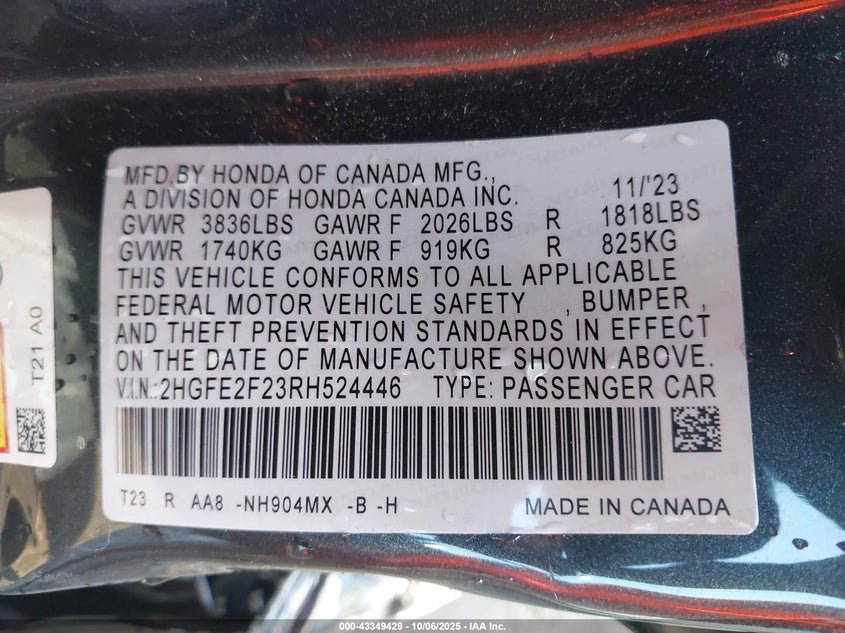 MFD.BY HONDA OF CANADA MFG.,
A DIVISION OF HONDA CANADA INC. 11/'23
GVWR 3836LBS GAWR F 2026LBS R 1818LBS
GVWR 1740KG GAWR F 919KG R 825KG
THIS VEHICLE CONFORMS TO ALL APPLICABLE
FEDERAL MOTOR VEHICLE SAFETY , BUMPER ,
AND THEFT PREVENTION STANDARDS IN EFFECT
ON THE DATE OF MANUFACTURE SHOWN ABOVE.
V.I.N.:2HGFE2F23RH524446 TYPE: PASSENGER CAR
T23 R AA8 -NH904MX -B -H MADE IN CANADA
T21 A0
000-43349429 - 10/06/2025 - IAA Inc.